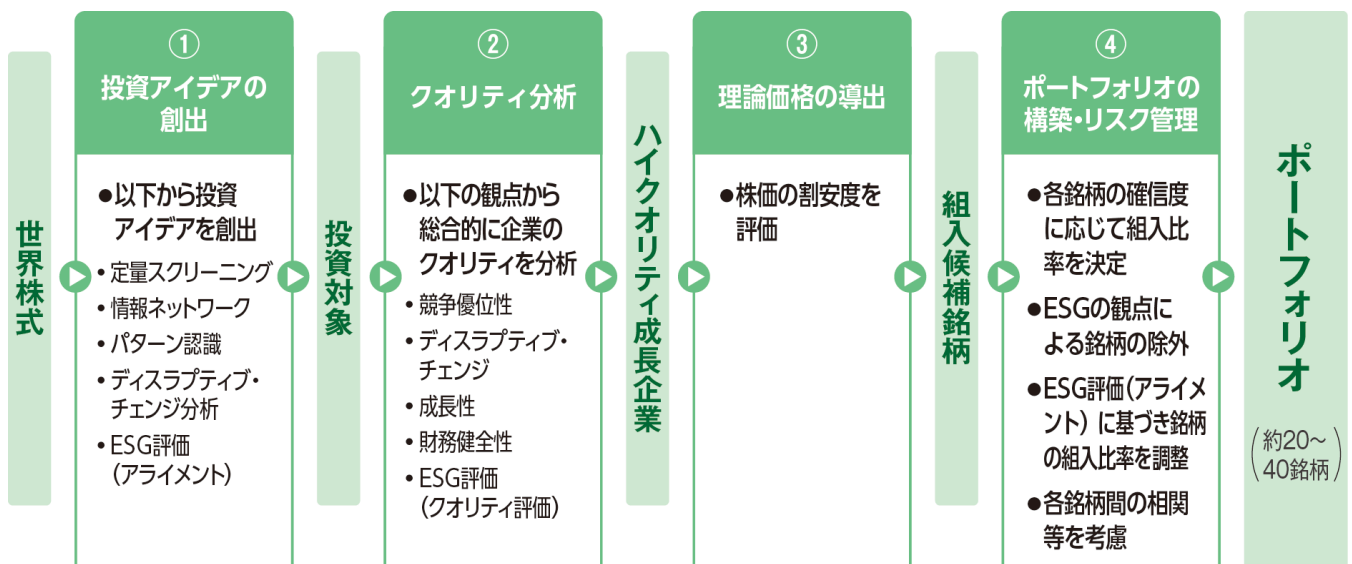 世界株式
①
投資アイデアの
創出
●以下から投資
アイデアを創出
• 定量スクリーニング
• 情報ネットワーク
• パターン認識
• ディスラプティブ・
チェンジ分析
• ESG評価
(アライメント)
投資対象
②
クオリティ分析
●以下の観点から
総合的に企業の
クオリティを分析
• 競争優位性
• ディスラプティブ・
チェンジ
• 成長性
• 財務健全性
• ESG評価
(クオリティ評価)
ハイクオリティ成長企業
③
理論価格の導出
●株価の割安度を
評価
組入候補銘柄
④
ポートフォリオの
構築・リスク管理
●各銘柄の確信度
に応じて組入比
率を決定
●ESGの観点に
よる銘柄の除外
●ESG評価(アライメ
ント)に基づき銘柄
の組入比率を調整
●各銘柄間の相関
等を考慮
ポートフォリオ
(約20~
40銘柄)